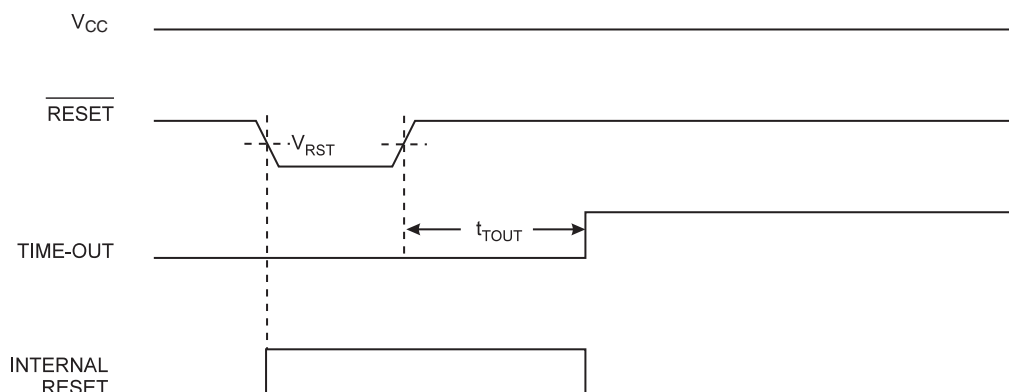 VCC
RESET
VRST
tTOUT
TIME-OUT
INTERNAL
RESET